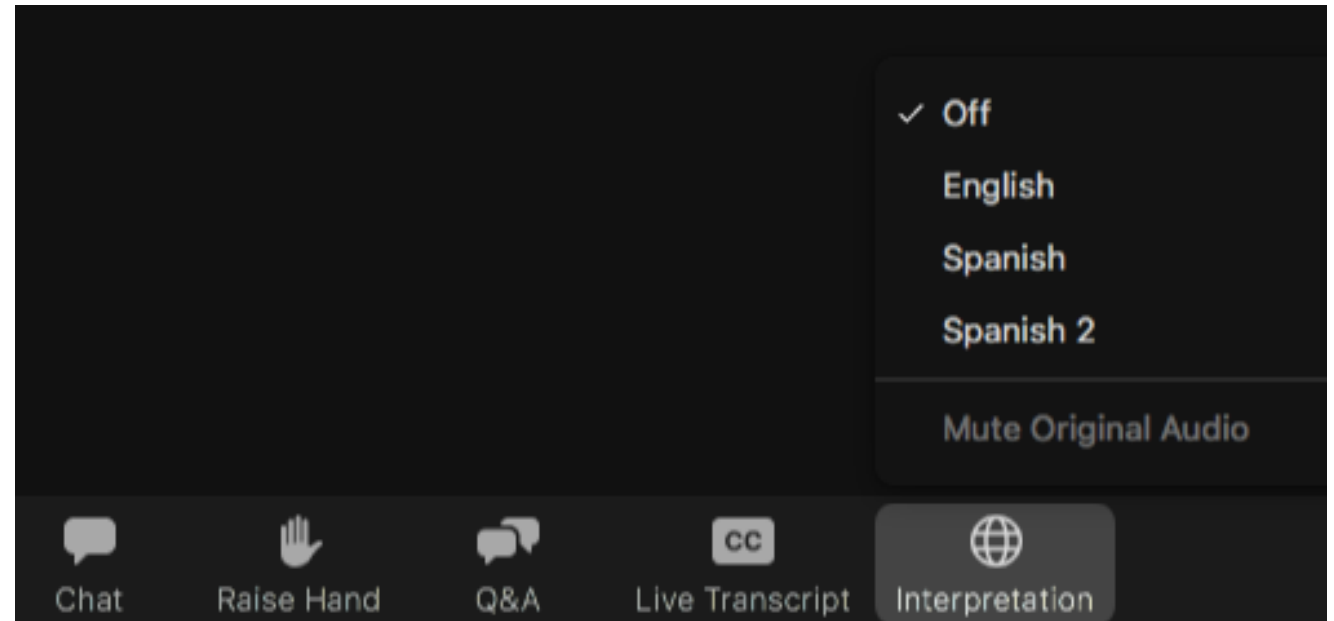 Off
English
Spanish
Spanish 2
Mute Original Audio
CC
Chat Raise Hand Q&A Live Transcript Interpretation